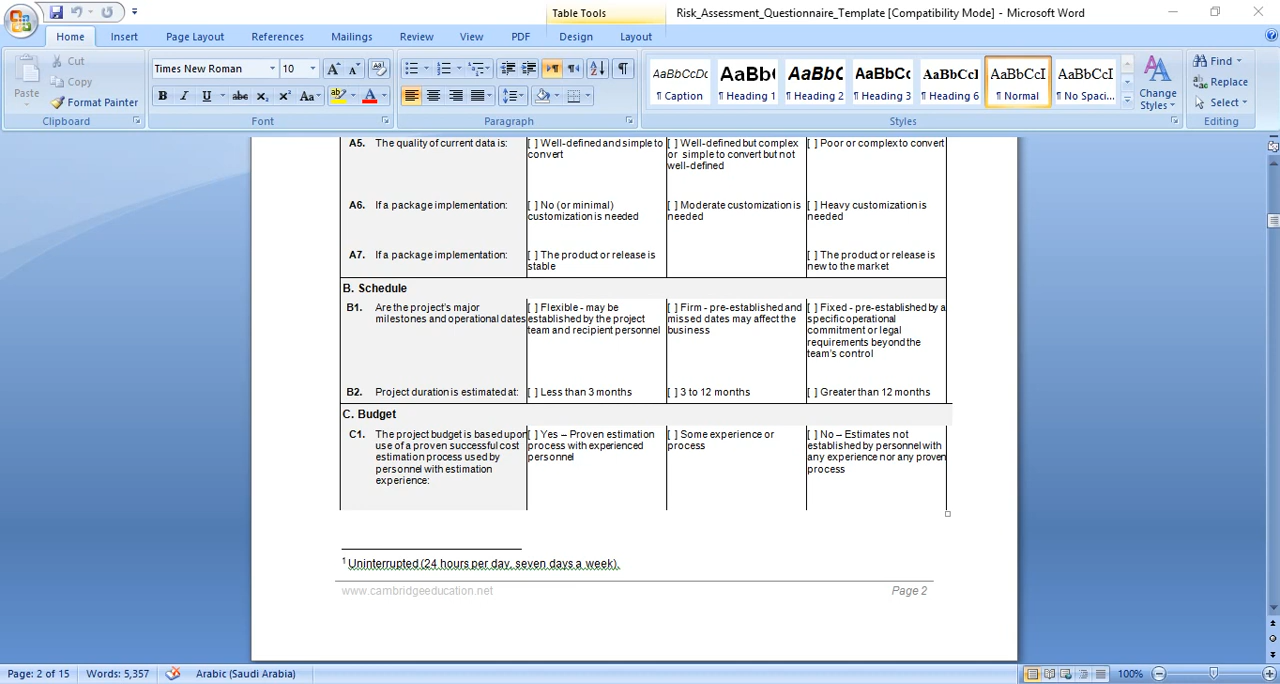 Table Tools
Risk_Assessment_Questionnaire_Template [Compatibility Mode] - Microsoft Word
Home Insert Page Layout References Mailings Review View PDF Design Layout
Paste
Cut
Copy
Format Painter
Clipboard
Times New Roman 10
Font
Paragraph
AaBbCcDc AaBbC AaBbC AaBbCc AaBbCcI AaBbCcI AaBbCcI
¶ Caption ¶ Heading 1 ¶ Heading 2 ¶ Heading 3 ¶ Heading 6 ¶ Normal ¶ No Spaci...
Change
Styles
Styles
Find
Replace
Select
Editing
A5. The quality of current data is: [ ] Well-defined and simple to [ ] Well-defined but complex [ ] Poor or complex to convert
convert or simple to convert but not
well-defined
A6. If a package implementation: [ ] No (or minimal) [ ] Moderate customization is [ ] Heavy customization is
customization is needed needed needed
A7. If a package implementation: [ ] The product or release is [ ] The product or release is
stable new to the market
B. Schedule
B1. Are the project's major [ ] Flexible - may be [ ] Firm - pre-established and [ ] Fixed - pre-established by a
milestones and operational dates established by the project missed dates may affect the specific operational
team and recipient personnel business commitment or legal
requirements beyond the
team's control
B2. Project duration is estimated at: [ ] Less than 3 months [ ] 3 to 12 months [ ] Greater than 12 months
C. Budget
C1. The project budget is based upon [ ] Yes – Proven estimation [ ] Some experience or [ ] No – Estimates not
use of a proven successful cost process with experienced process established by personnel with
estimation process used by personnel any experience nor any proven
personnel with estimation process
experience:
1 Uninterrupted (24 hours per day, seven days a week).
www.cambridgeeducation.net Page 2
Page: 2 of 15 Words: 5,357 Arabic (Saudi Arabia) 100%